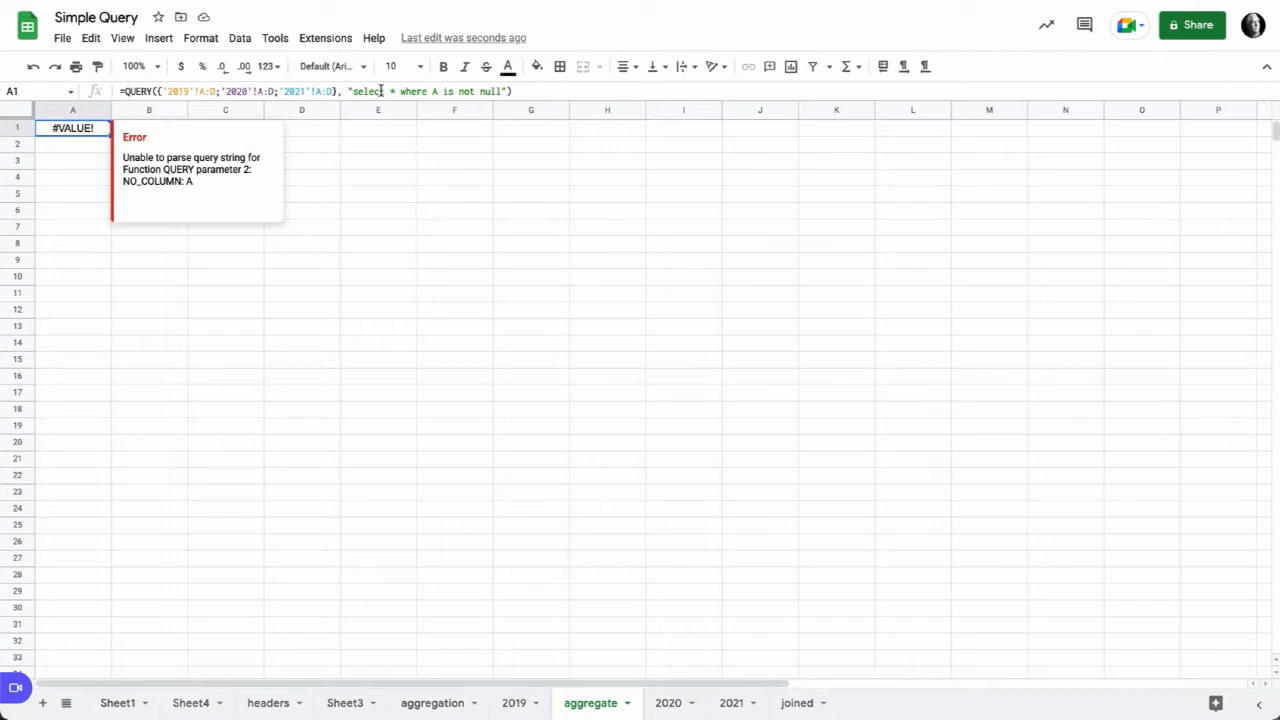 Simple Query
File Edit View Insert Format Data Tools Extensions Help Last edit was seconds ago
Share
100% $ % .0 .00 123 Default (Ari... 10 B I S A Σ
A1 fx =QUERY({'2019'!A:D;'2020'!A:D;'2021'!A:D}, "select * where A is not null")
A B C D E F G H I J K L M N O P
1 #VALUE!
Error
Unable to parse query string for
Function QUERY parameter 2:
NO_COLUMN: A
2
3
4
5
6
7
8
9
10
11
12
13
14
15
16
17
18
19
20
21
22
23
24
25
26
27
28
29
30
31
32
33
+ Sheet1 Sheet4 headers Sheet3 aggregation 2019 aggregate 2020 2021 joined